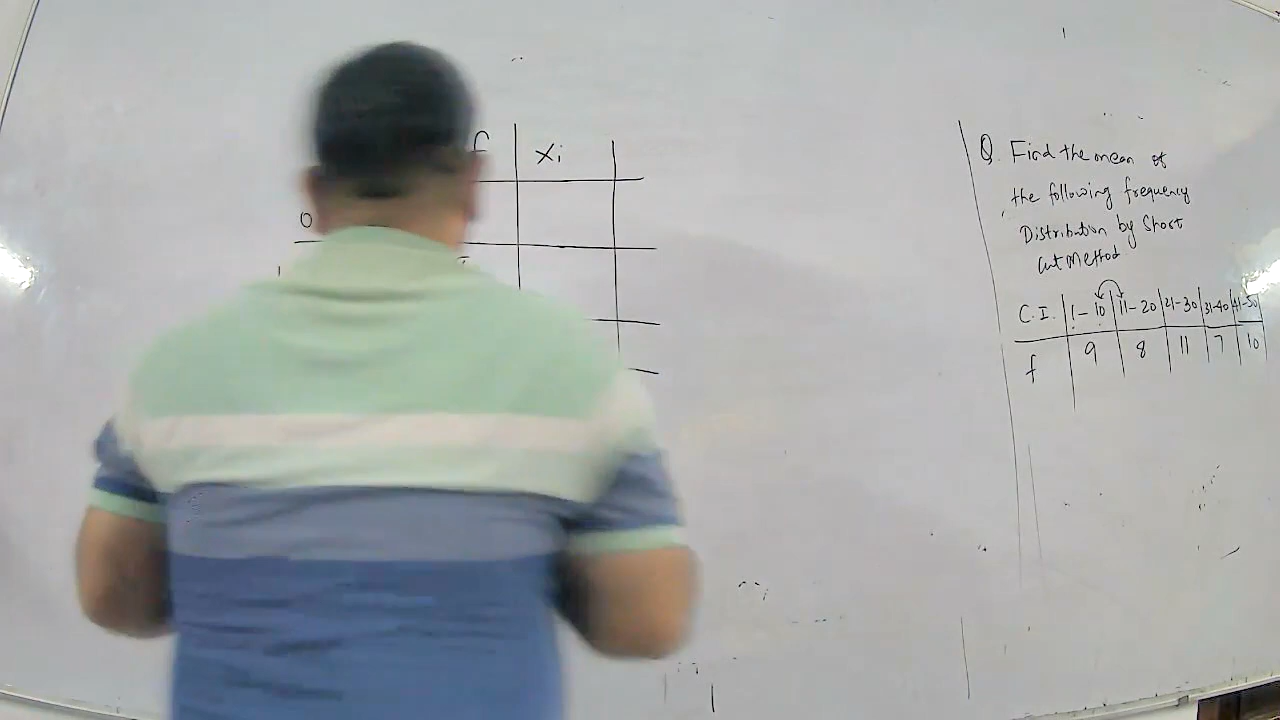 f Xi
0
Q. Find the mean of
the following frequency
Distribution by Short
Cut Method
C.I. 1-10 11-20 21-30 31-40 41-50
f 9 8 11 7 10